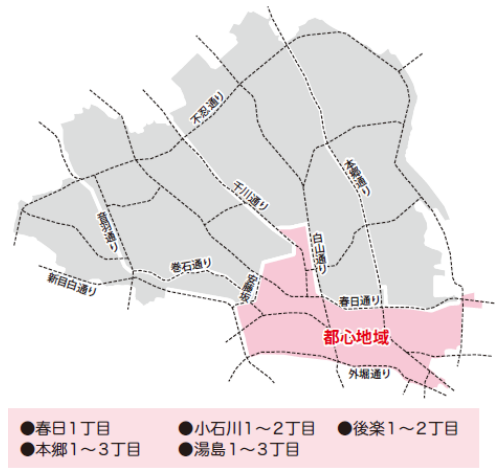 不忍通り
本郷通り
千川通り
音羽通り
白山通り
巻石通り
安藤坂
新目白通り
春日通り
都心地域
外堀通り
●春日1丁目 ●小石川1～2丁目 ●後楽1～2丁目
●本郷1～3丁目 ●湯島1～3丁目